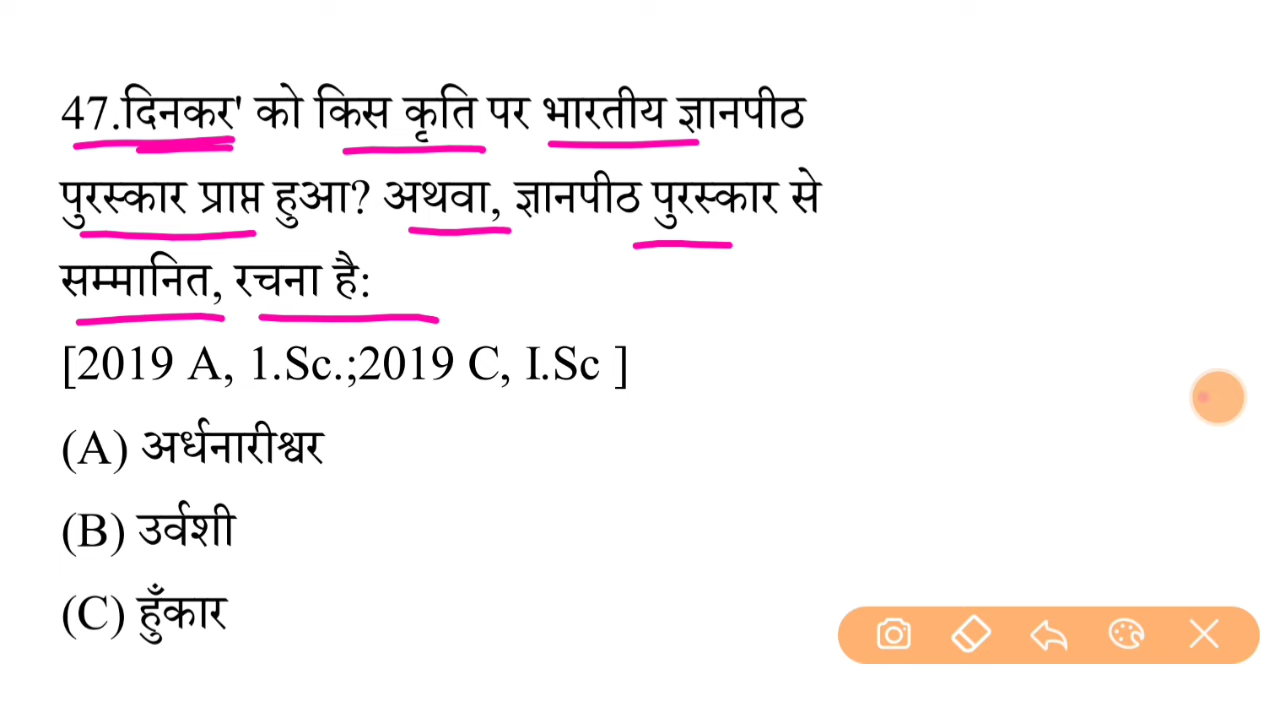 47.दिनकर' को किस कृति पर भारतीय ज्ञानपीठ
पुरस्कार प्राप्त हुआ? अथवा, ज्ञानपीठ पुरस्कार से
सम्मानित, रचना है:
[2019 A, 1.Sc.;2019 C, I.Sc ]
(A) अर्धनारीश्वर
(B) उर्वशी
(C) हुँकार